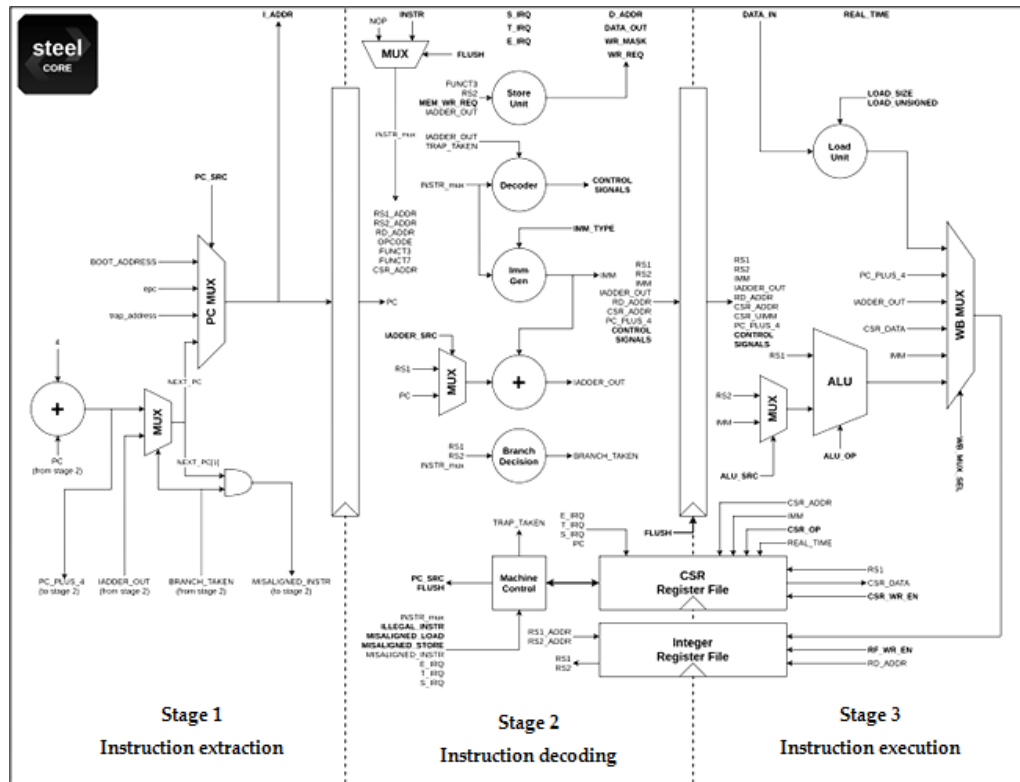 steel
CORE
I_ADDR
NOP
INSTR
MUX
FLUSH
INSTR_mux
RS1_ADDR
RS2_ADDR
RD_ADDR
OPCODE
FUNCT3
FUNCT7
CSR_ADDR
S_IRQ
T_IRQ
E_IRQ
D_ADDR
DATA_OUT
WR_MASK
WR_REQ
FUNCT3
RS2
MEM_WR_REQ
IADDER_OUT
Store
Unit
IADDER_OUT
TRAP_TAKEN
INSTR_mux
Decoder
CONTROL
SIGNALS
IMM_TYPE
Imm
Gen
IMM
RS1
RS2
IMM
IADDER_OUT
RD_ADDR
CSR_ADDR
PC_PLUS_4
CONTROL
SIGNALS
IADDER_SRC
RS1
PC
MUX
+
IADDER_OUT
RS1
RS2
INSTR_mux
Branch
Decision
BRANCH_TAKEN
PC_SRC
BOOT_ADDRESS
epc
trap_address
PC MUX
PC
4
+
PC
(from stage 2)
MUX
NEXT_PC
NEXT_PC[1]
PC_PLUS_4
(to stage 2)
IADDER_OUT
(from stage 2)
BRANCH_TAKEN
(from stage 2)
MISALIGNED_INSTR
(to stage 2)
DATA_IN
REAL_TIME
LOAD_SIZE
LOAD_UNSIGNED
Load
Unit
RS1
RS2
IMM
IADDER_OUT
RD_ADDR
CSR_ADDR
CSR_UIMM
PC_PLUS_4
CONTROL
SIGNALS
PC_PLUS_4
IADDER_OUT
CSR_DATA
IMM
WB MUX
WB_MUX_SEL
RS1
RS2
IMM
MUX
ALU_SRC
ALU
ALU_OP
TRAP_TAKEN
PC_SRC
FLUSH
Machine
Control
INSTR_mux
ILLEGAL_INSTR
MISALIGNED_LOAD
MISALIGNED_STORE
MISALIGNED_INSTR
E_IRQ
T_IRQ
S_IRQ
E_IRQ
T_IRQ
S_IRQ
PC
FLUSH
CSR_ADDR
IMM
CSR_OP
REAL_TIME
CSR
Register File
RS1
CSR_DATA
CSR_WR_EN
RS1_ADDR
RS2_ADDR
RS1
RS2
Integer
Register File
RF_WR_EN
RD_ADDR
Stage 1
Instruction extraction
Stage 2
Instruction decoding
Stage 3
Instruction execution